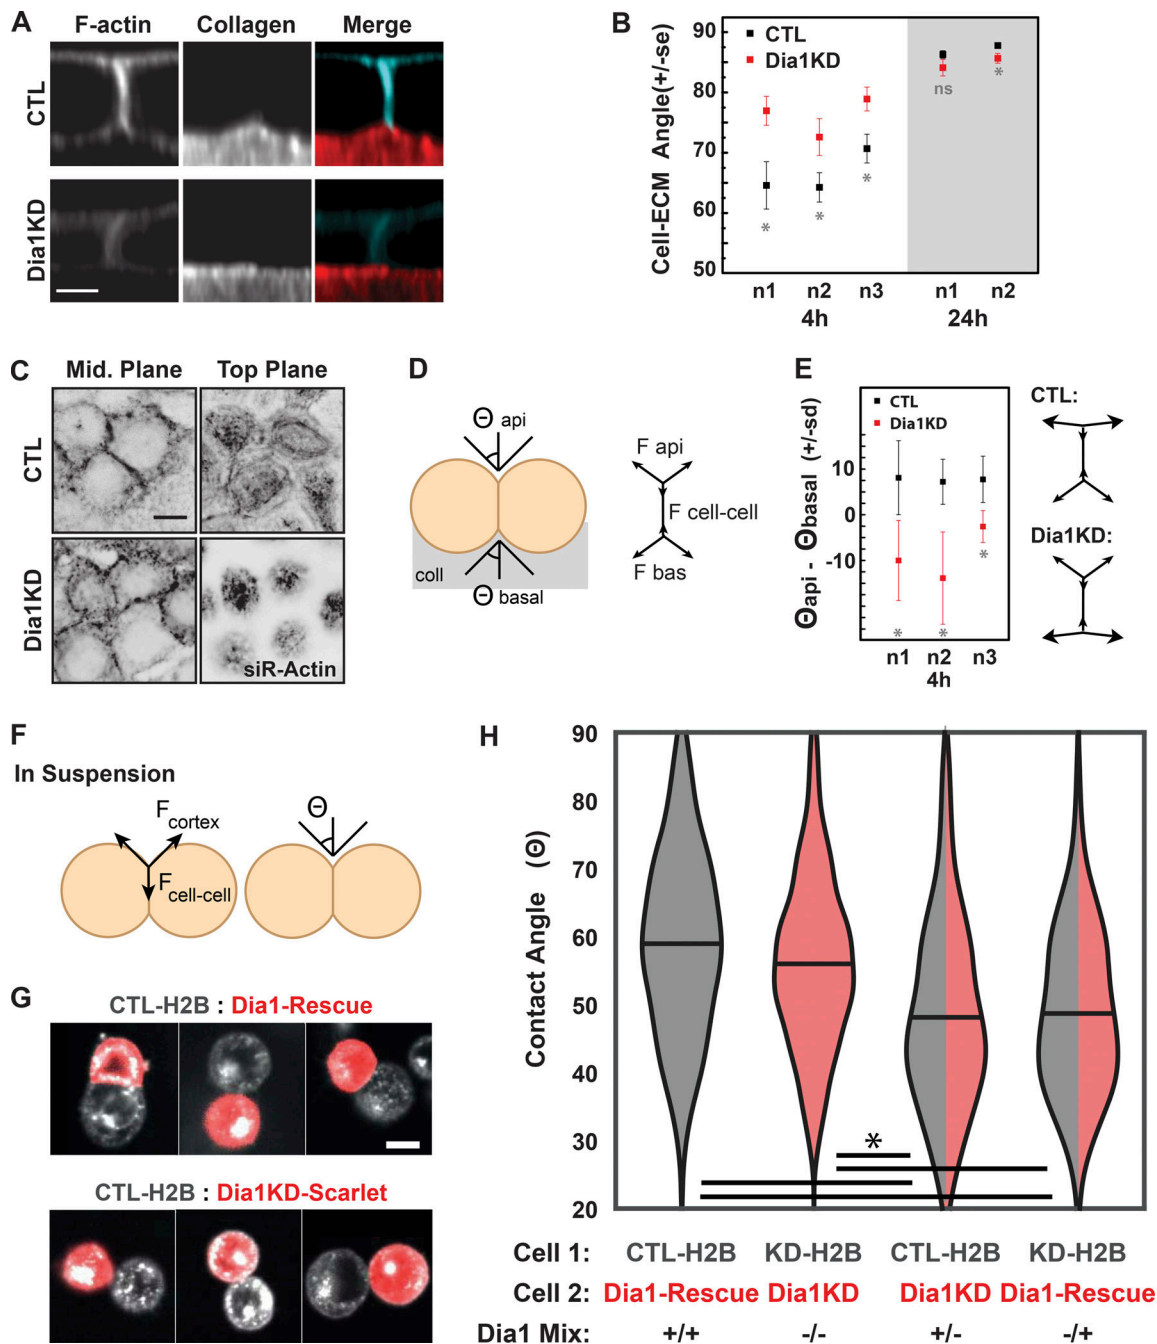 A
F-actin Collagen Merge
CTL
Dia1KD
B
Cell-ECM Angle(+/-se)
90
80
70
60
50
CTL
Dia1KD
* * * ns *
n1 n2 n3 n1 n2
4h 24h
C
Mid. Plane Top Plane
CTL
Dia1KD
siR-Actin
D
Θ api
coll
Θ basal
F api
F cell-cell
F bas
E
Θapi - Θbasal (+/-sd)
10
0
-10
CTL
Dia1KD
* * *
n1 n2 n3
4h
CTL:
Dia1KD:
F
In Suspension
F cortex
F cell-cell
Θ
G
CTL-H2B : Dia1-Rescue
CTL-H2B : Dia1KD-Scarlet
H
Contact Angle (Θ)
90
80
70
60
50
40
30
20
*
Cell 1: CTL-H2B KD-H2B CTL-H2B KD-H2B
Cell 2: Dia1-Rescue Dia1KD Dia1KD Dia1-Rescue
Dia1 Mix: +/+ -/- +/- -/+